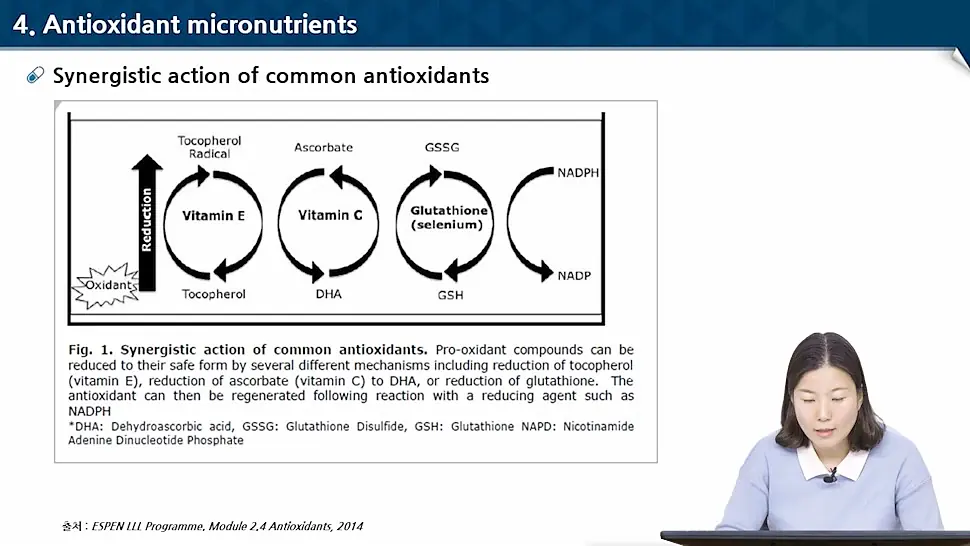 4. Antioxidant micronutrients
Synergistic action of common antioxidants
Tocopherol
Radical
Ascorbate
GSSG
NADPH
Reduction
Vitamin E
Vitamin C
Glutathione
(selenium)
Oxidant
Tocopherol
DHA
GSH
NADP
Fig. 1. Synergistic action of common antioxidants. Pro-oxidant compounds can be
reduced to their safe form by several different mechanisms including reduction of tocopherol
(vitamin E), reduction of ascorbate (vitamin C) to DHA, or reduction of glutathione. The
antioxidant can then be regenerated following reaction with a reducing agent such as
NADPH
*DHA: Dehydroascorbic acid, GSSG: Glutathione Disulfide, GSH: Glutathione NAPD: Nicotinamide
Adenine Dinucleotide Phosphate
출처 : ESPEN LLL Programme, Module 2.4 Antioxidants, 2014